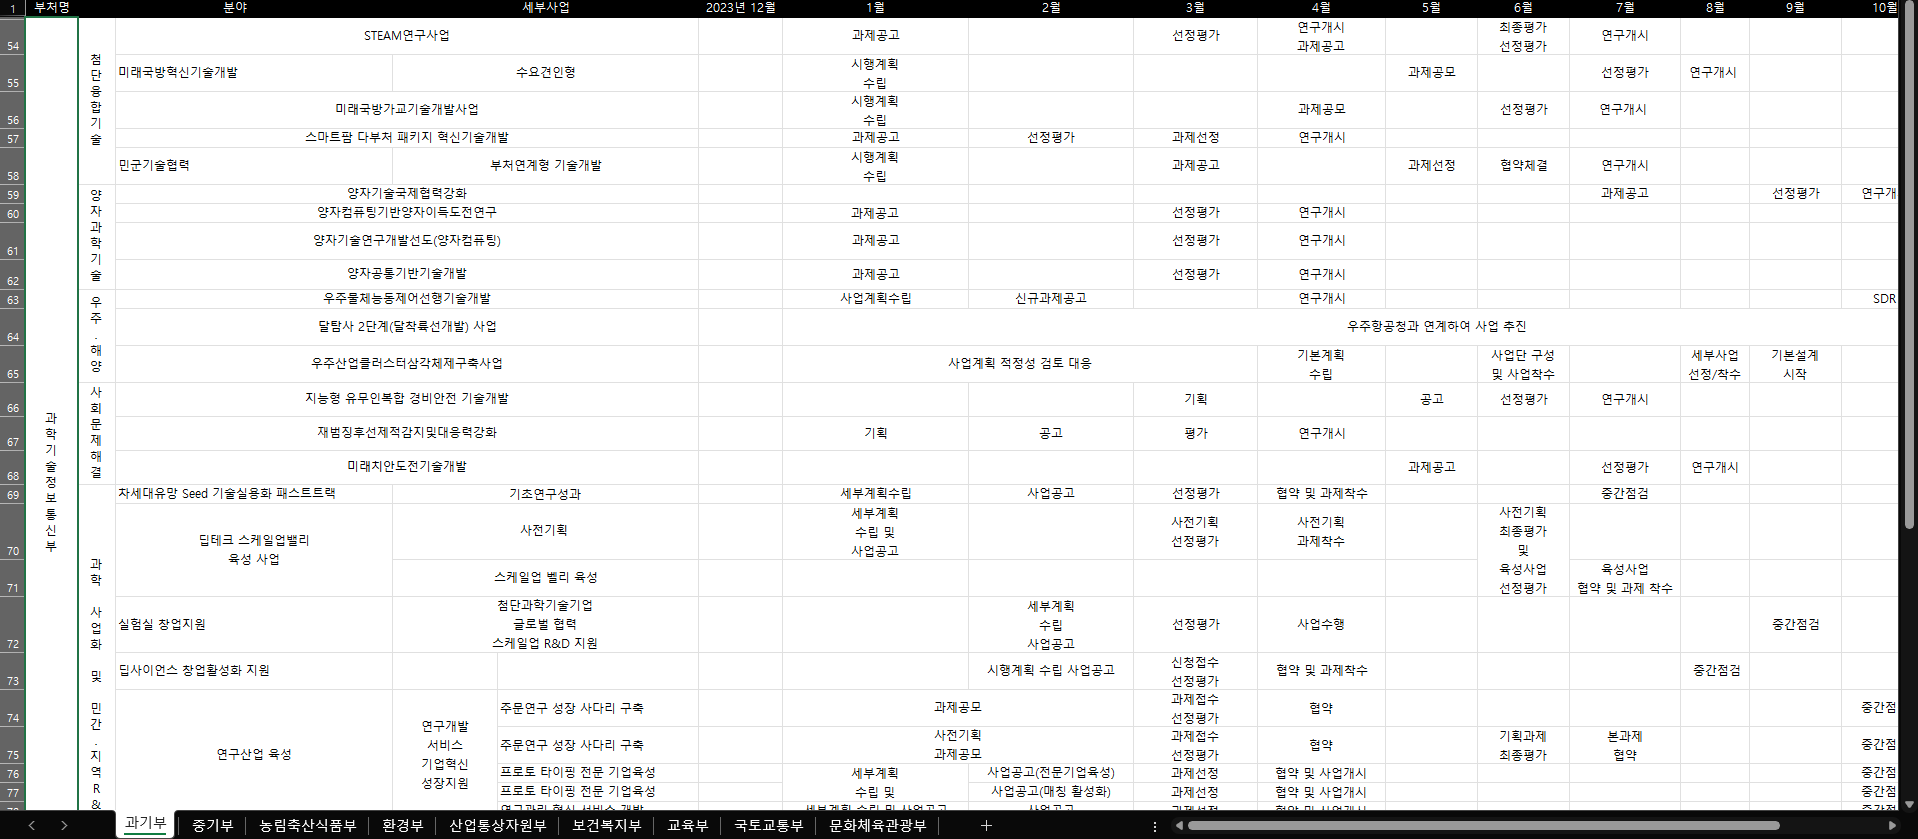 1 부처명 분야 세부사업 2023년 12월 1월 2월 3월 4월 5월 6월 7월 8월 9월 10월
과학기술정보통신부
첨단융합기술
54 STEAM연구사업 과제공고 선정평가 연구개시 최종평가 연구개시
과제공고 선정평가
55 미래국방혁신기술개발 수요견인형 시행계획 과제공모 선정평가 연구개시
수립
56 미래국방가교기술개발사업 시행계획 과제공모 선정평가 연구개시
수립
57 스마트팜 다부처 패키지 혁신기술개발 과제공고 선정평가 과제선정 연구개시
58 민군기술협력 부처연계형 기술개발 시행계획 과제공고 과제선정 협약체결 연구개시
수립
양자과학기술
59 양자기술국제협력강화 과제공고 선정평가 연구개
60 양자컴퓨팅기반양자이득도전연구 과제공고 선정평가 연구개시
61 양자기술연구개발선도(양자컴퓨팅) 과제공고 선정평가 연구개시
62 양자공통기반기술개발 과제공고 선정평가 연구개시
우주.해양
63 우주물체능동제어선행기술개발 사업계획수립 신규과제공고 연구개시 SDR
64 달탐사 2단계(달착륙선개발) 사업 우주항공청과 연계하여 사업 추진
65 우주산업클러스터삼각체제구축사업 사업계획 적정성 검토 대응 기본계획 사업단 구성 세부사업 기본설계
수립 및 사업착수 선정/착수 시작
사회문제해결
66 지능형 유무인복합 경비안전 기술개발 기획 공고 선정평가 연구개시
67 재범징후선제적감지및대응력강화 기획 공고 평가 연구개시
68 미래치안도전기술개발 과제공고 선정평가 연구개시
과학 사업화 및 민간.지역R&
69 차세대유망 Seed 기술실용화 패스트트랙 기초연구성과 세부계획수립 사업공고 선정평가 협약 및 과제착수 중간점검
70 딥테크 스케일업밸리 사전기획 세부계획 사전기획 사전기획 사전기획
육성 사업 수립 및 선정평가 과제착수 최종평가
사업공고 및
71 스케일업 벨리 육성 육성사업 육성사업
선정평가 협약 및 과제 착수
72 실험실 창업지원 첨단과학기술기업 세부계획 선정평가 사업수행 중간점검
글로벌 협력 수립
스케일업 R&D 지원 사업공고
73 딥사이언스 창업활성화 지원 시행계획 수립 사업공고 신청접수 협약 및 과제착수 중간점검
선정평가
연구산업 육성
연구개발
서비스
기업혁신
성장지원
74 주문연구 성장 사다리 구축 과제공모 과제접수 협약 중간점
선정평가
75 주문연구 성장 사다리 구축 사전기획 과제접수 협약 기획과제 본과제 중간점
과제공모 선정평가 최종평가 협약
76 프로토 타이핑 전문 기업육성 세부계획 사업공고(전문기업육성) 과제선정 협약 및 사업개시 중간점
77 프로토 타이핑 전문 기업육성 수립 및 사업공고(매칭 활성화) 과제선정 협약 및 사업개시 중간점
과기부 중기부 농림축산식품부 환경부 산업통상자원부 보건복지부 교육부 국토교통부 문화체육관광부